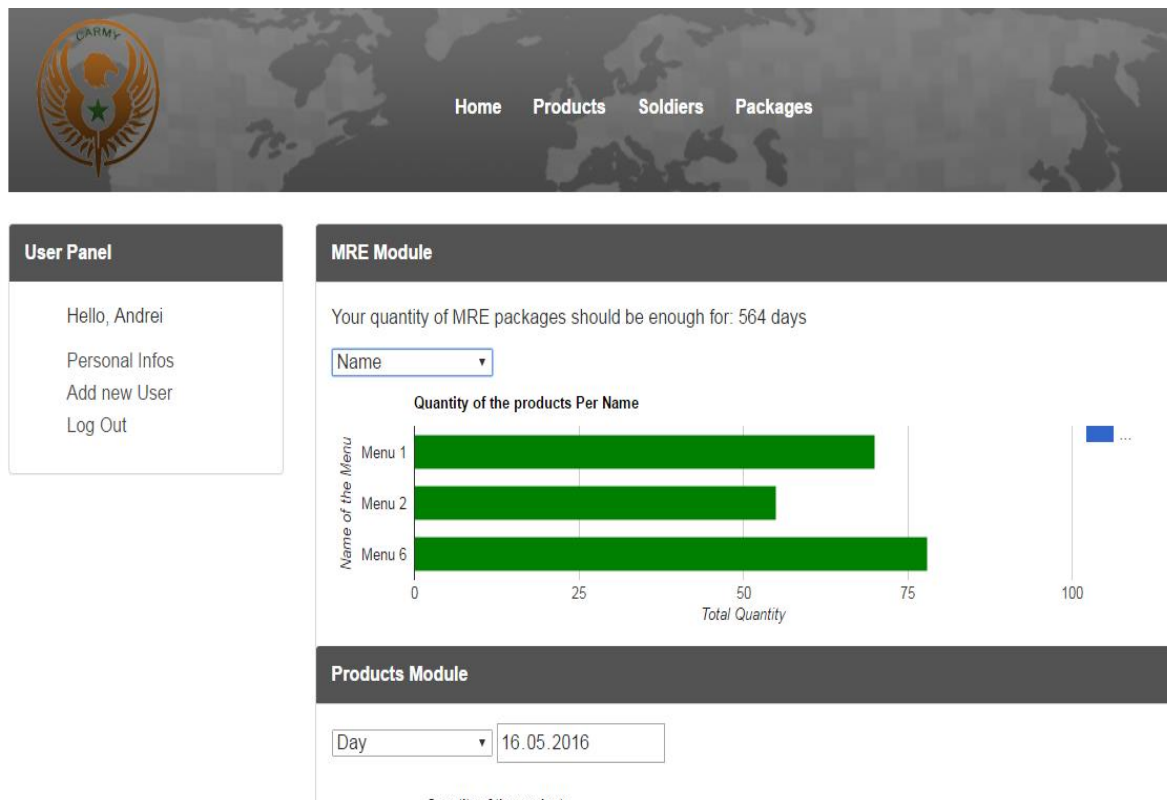 CARMY
Home Products Soldiers Packages
User Panel
Hello, Andrei
Personal Infos
Add new User
Log Out
MRE Module
Your quantity of MRE packages should be enough for: 564 days
Name
Quantity of the products Per Name
Name of the Menu
Menu 1
Menu 2
Menu 6
0 25 50 75 100
Total Quantity
...
Products Module
Day 16.05.2016